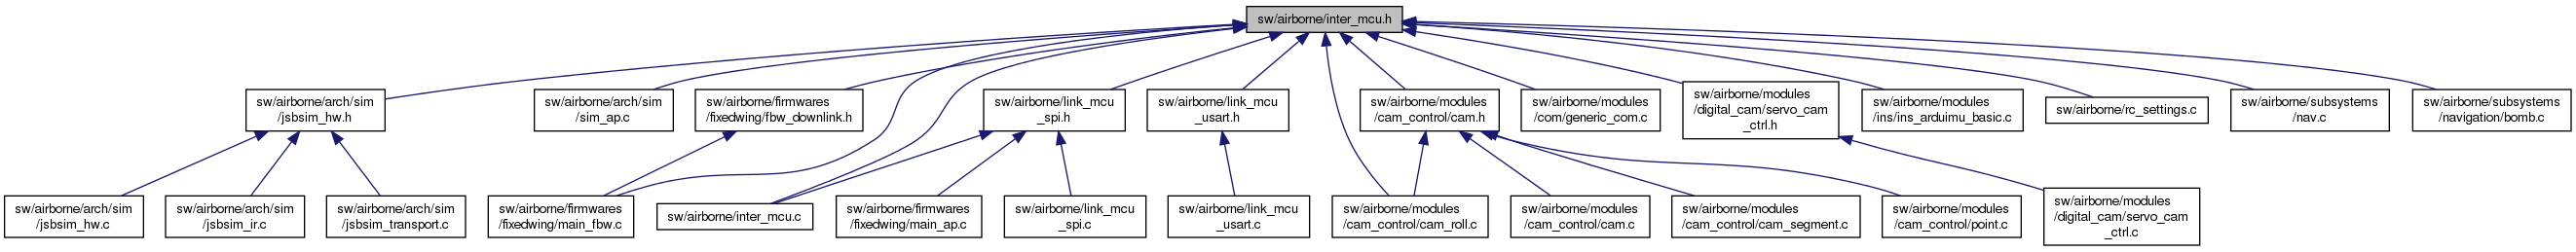 sw/airborne/inter_mcu.h
sw/airborne/arch/sim
/jsbsim_hw.h
sw/airborne/arch/sim
/sim_ap.c
sw/airborne/firmwares
/fixedwing/fbw_downlink.h
sw/airborne/link_mcu
_spi.h
sw/airborne/link_mcu
_usart.h
sw/airborne/modules
/cam_control/cam.h
sw/airborne/modules
/com/generic_com.c
sw/airborne/modules
/digital_cam/servo_cam
_ctrl.h
sw/airborne/modules
/ins/ins_arduimu_basic.c
sw/airborne/rc_settings.c
sw/airborne/subsystems
/nav.c
sw/airborne/subsystems
/navigation/bomb.c
sw/airborne/arch/sim
/jsbsim_hw.c
sw/airborne/arch/sim
/jsbsim_ir.c
sw/airborne/arch/sim
/jsbsim_transport.c
sw/airborne/firmwares
/fixedwing/main_fbw.c
sw/airborne/inter_mcu.c
sw/airborne/firmwares
/fixedwing/main_ap.c
sw/airborne/link_mcu
_spi.c
sw/airborne/link_mcu
_usart.c
sw/airborne/modules
/cam_control/cam_roll.c
sw/airborne/modules
/cam_control/cam.c
sw/airborne/modules
/cam_control/cam_segment.c
sw/airborne/modules
/cam_control/point.c
sw/airborne/modules
/digital_cam/servo_cam
_ctrl.c